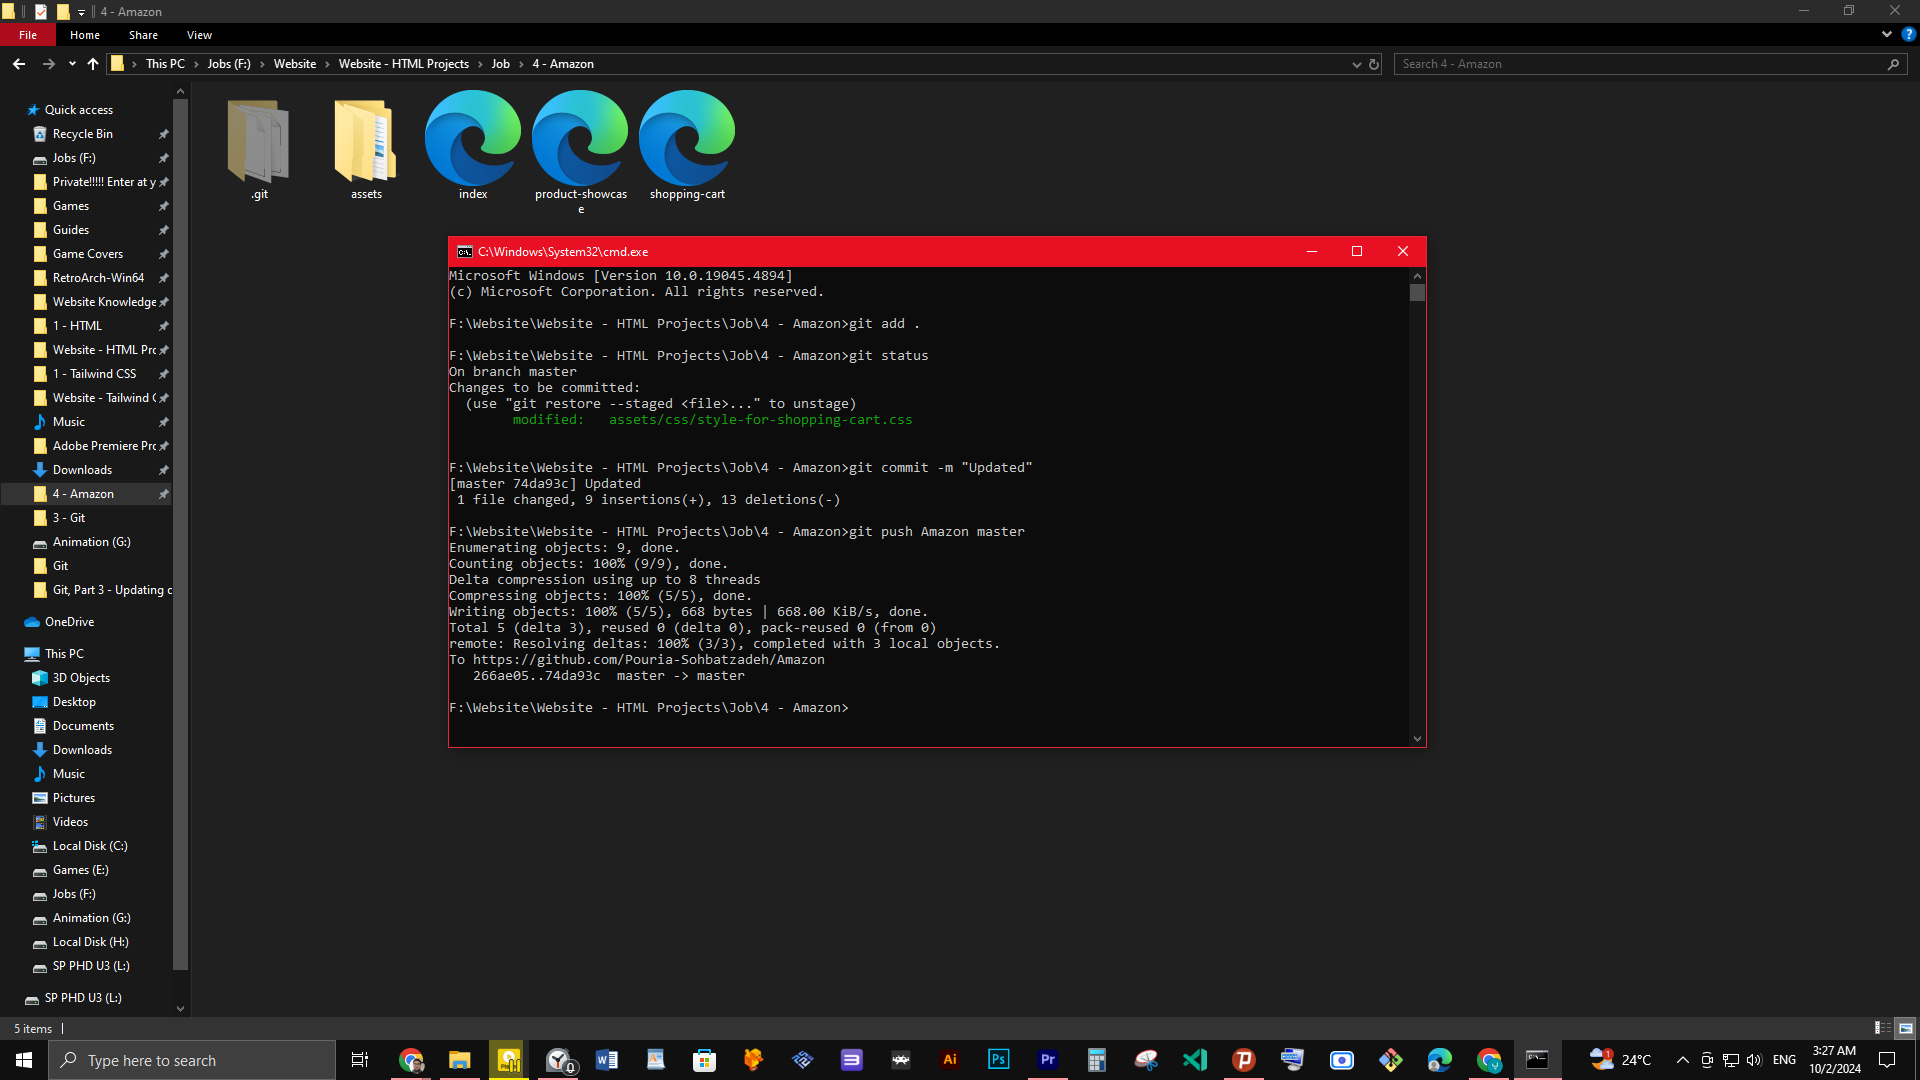 4 - Amazon
File Home Share View
This PC Jobs (F:) Website Website - HTML Projects Job 4 - Amazon
Search 4 - Amazon
Quick access
Recycle Bin
Jobs (F:)
Private!!!!! Enter at y
Games
Guides
Game Covers
RetroArch-Win64
Website Knowledge
1 - HTML
Website - HTML Pro
1 - Tailwind CSS
Website - Tailwind C
Music
Adobe Premiere Pro
Downloads
4 - Amazon
3 - Git
Animation (G:)
Git
Git, Part 3 - Updating o
OneDrive
This PC
3D Objects
Desktop
Documents
Downloads
Music
Pictures
Videos
Local Disk (C:)
Games (E:)
Jobs (F:)
Animation (G:)
Local Disk (H:)
SP PHD U3 (L:)
SP PHD U3 (L:)
.git
assets
index
product-showcas
e
shopping-cart
C:\Windows\System32\cmd.exe
Microsoft Windows [Version 10.0.19045.4894]
(c) Microsoft Corporation. All rights reserved.
F:\Website\Website - HTML Projects\Job\4 - Amazon>git add .
F:\Website\Website - HTML Projects\Job\4 - Amazon>git status
On branch master
Changes to be committed:
(use "git restore --staged <file>..." to unstage)
modified:   assets/css/style-for-shopping-cart.css
F:\Website\Website - HTML Projects\Job\4 - Amazon>git commit -m "Updated"
[master 74da93c] Updated
1 file changed, 9 insertions(+), 13 deletions(-)
F:\Website\Website - HTML Projects\Job\4 - Amazon>git push Amazon master
Enumerating objects: 9, done.
Counting objects: 100% (9/9), done.
Delta compression using up to 8 threads
Compressing objects: 100% (5/5), done.
Writing objects: 100% (5/5), 668 bytes | 668.00 KiB/s, done.
Total 5 (delta 3), reused 0 (delta 0), pack-reused 0 (from 0)
remote: Resolving deltas: 100% (3/3), completed with 3 local objects.
To https://github.com/Pouria-Sohbatzadeh/Amazon
266ae05..74da93c  master -> master
F:\Website\Website - HTML Projects\Job\4 - Amazon>
5 items
Type here to search
Ai
Ps
Pr
24°C
ENG
3:27 AM
10/2/2024